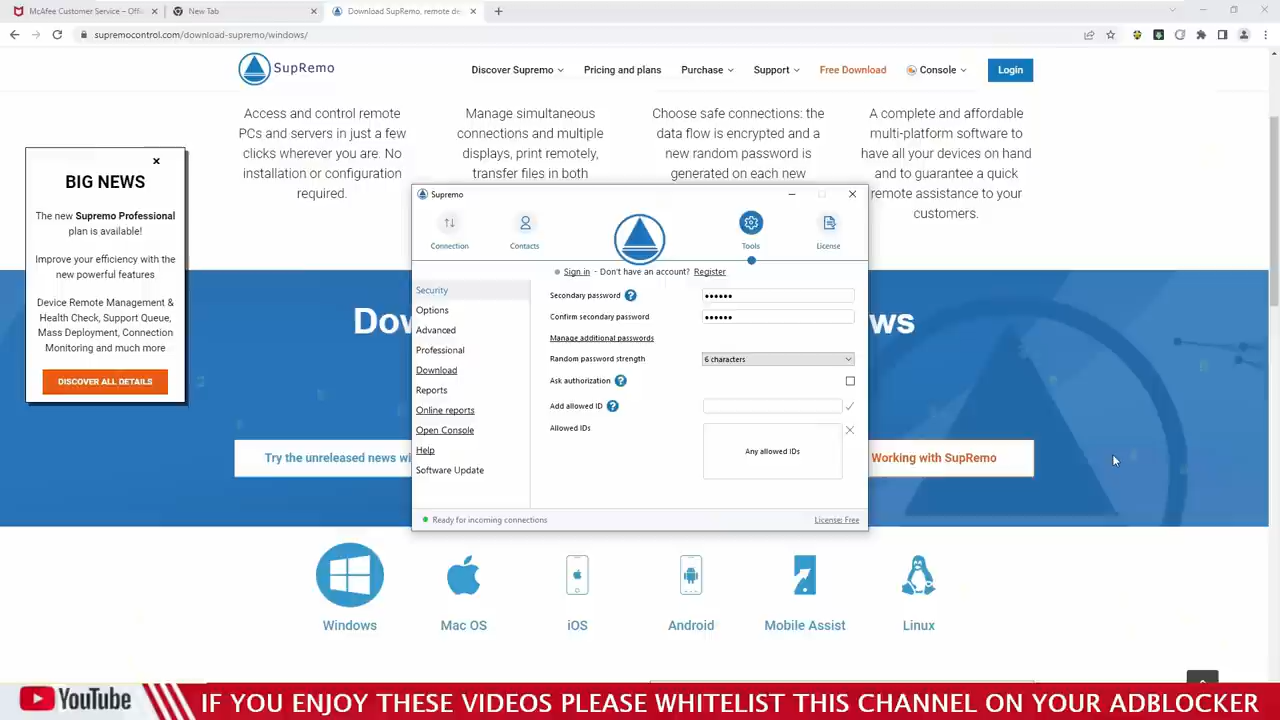 McAfee Customer Service – Offi
New Tab
Download SupRemo, remote de
supremocontrol.com/download-supremo/windows/
SupRemo
Discover Supremo
Pricing and plans
Purchase
Support
Free Download
Console
Login
Access and control remote
PCs and servers in just a few
clicks wherever you are. No
installation or configuration
required.
Manage simultaneous
connections and multiple
displays, print remotely,
transfer files in both
Choose safe connections: the
data flow is encrypted and a
new random password is
generated on each new
A complete and affordable
multi-platform software to
have all your devices on hand
and to guarantee a quick
remote assistance to your
customers.
BIG NEWS
The new Supremo Professional
plan is available!
Improve your efficiency with the
new powerful features
Device Remote Management &
Health Check, Support Queue,
Mass Deployment, Connection
Monitoring and much more
DISCOVER ALL DETAILS
Supremo
Connection
Contacts
Tools
License
Sign in - Don't have an account? Register
Security
Options
Advanced
Professional
Download
Reports
Online reports
Open Console
Help
Software Update
Secondary password ?
Confirm secondary password
Manage additional passwords
Random password strength
6 characters
Ask authorization ?
Add allowed ID ?
Allowed IDs
Any allowed IDs
Ready for incoming connections
License: Free
Dow
ws
Try the unreleased news wi
Working with SupRemo
Windows
Mac OS
iOS
Android
Mobile Assist
Linux
YouTube
IF YOU ENJOY THESE VIDEOS PLEASE WHITELIST THIS CHANNEL ON YOUR ADBLOCKER